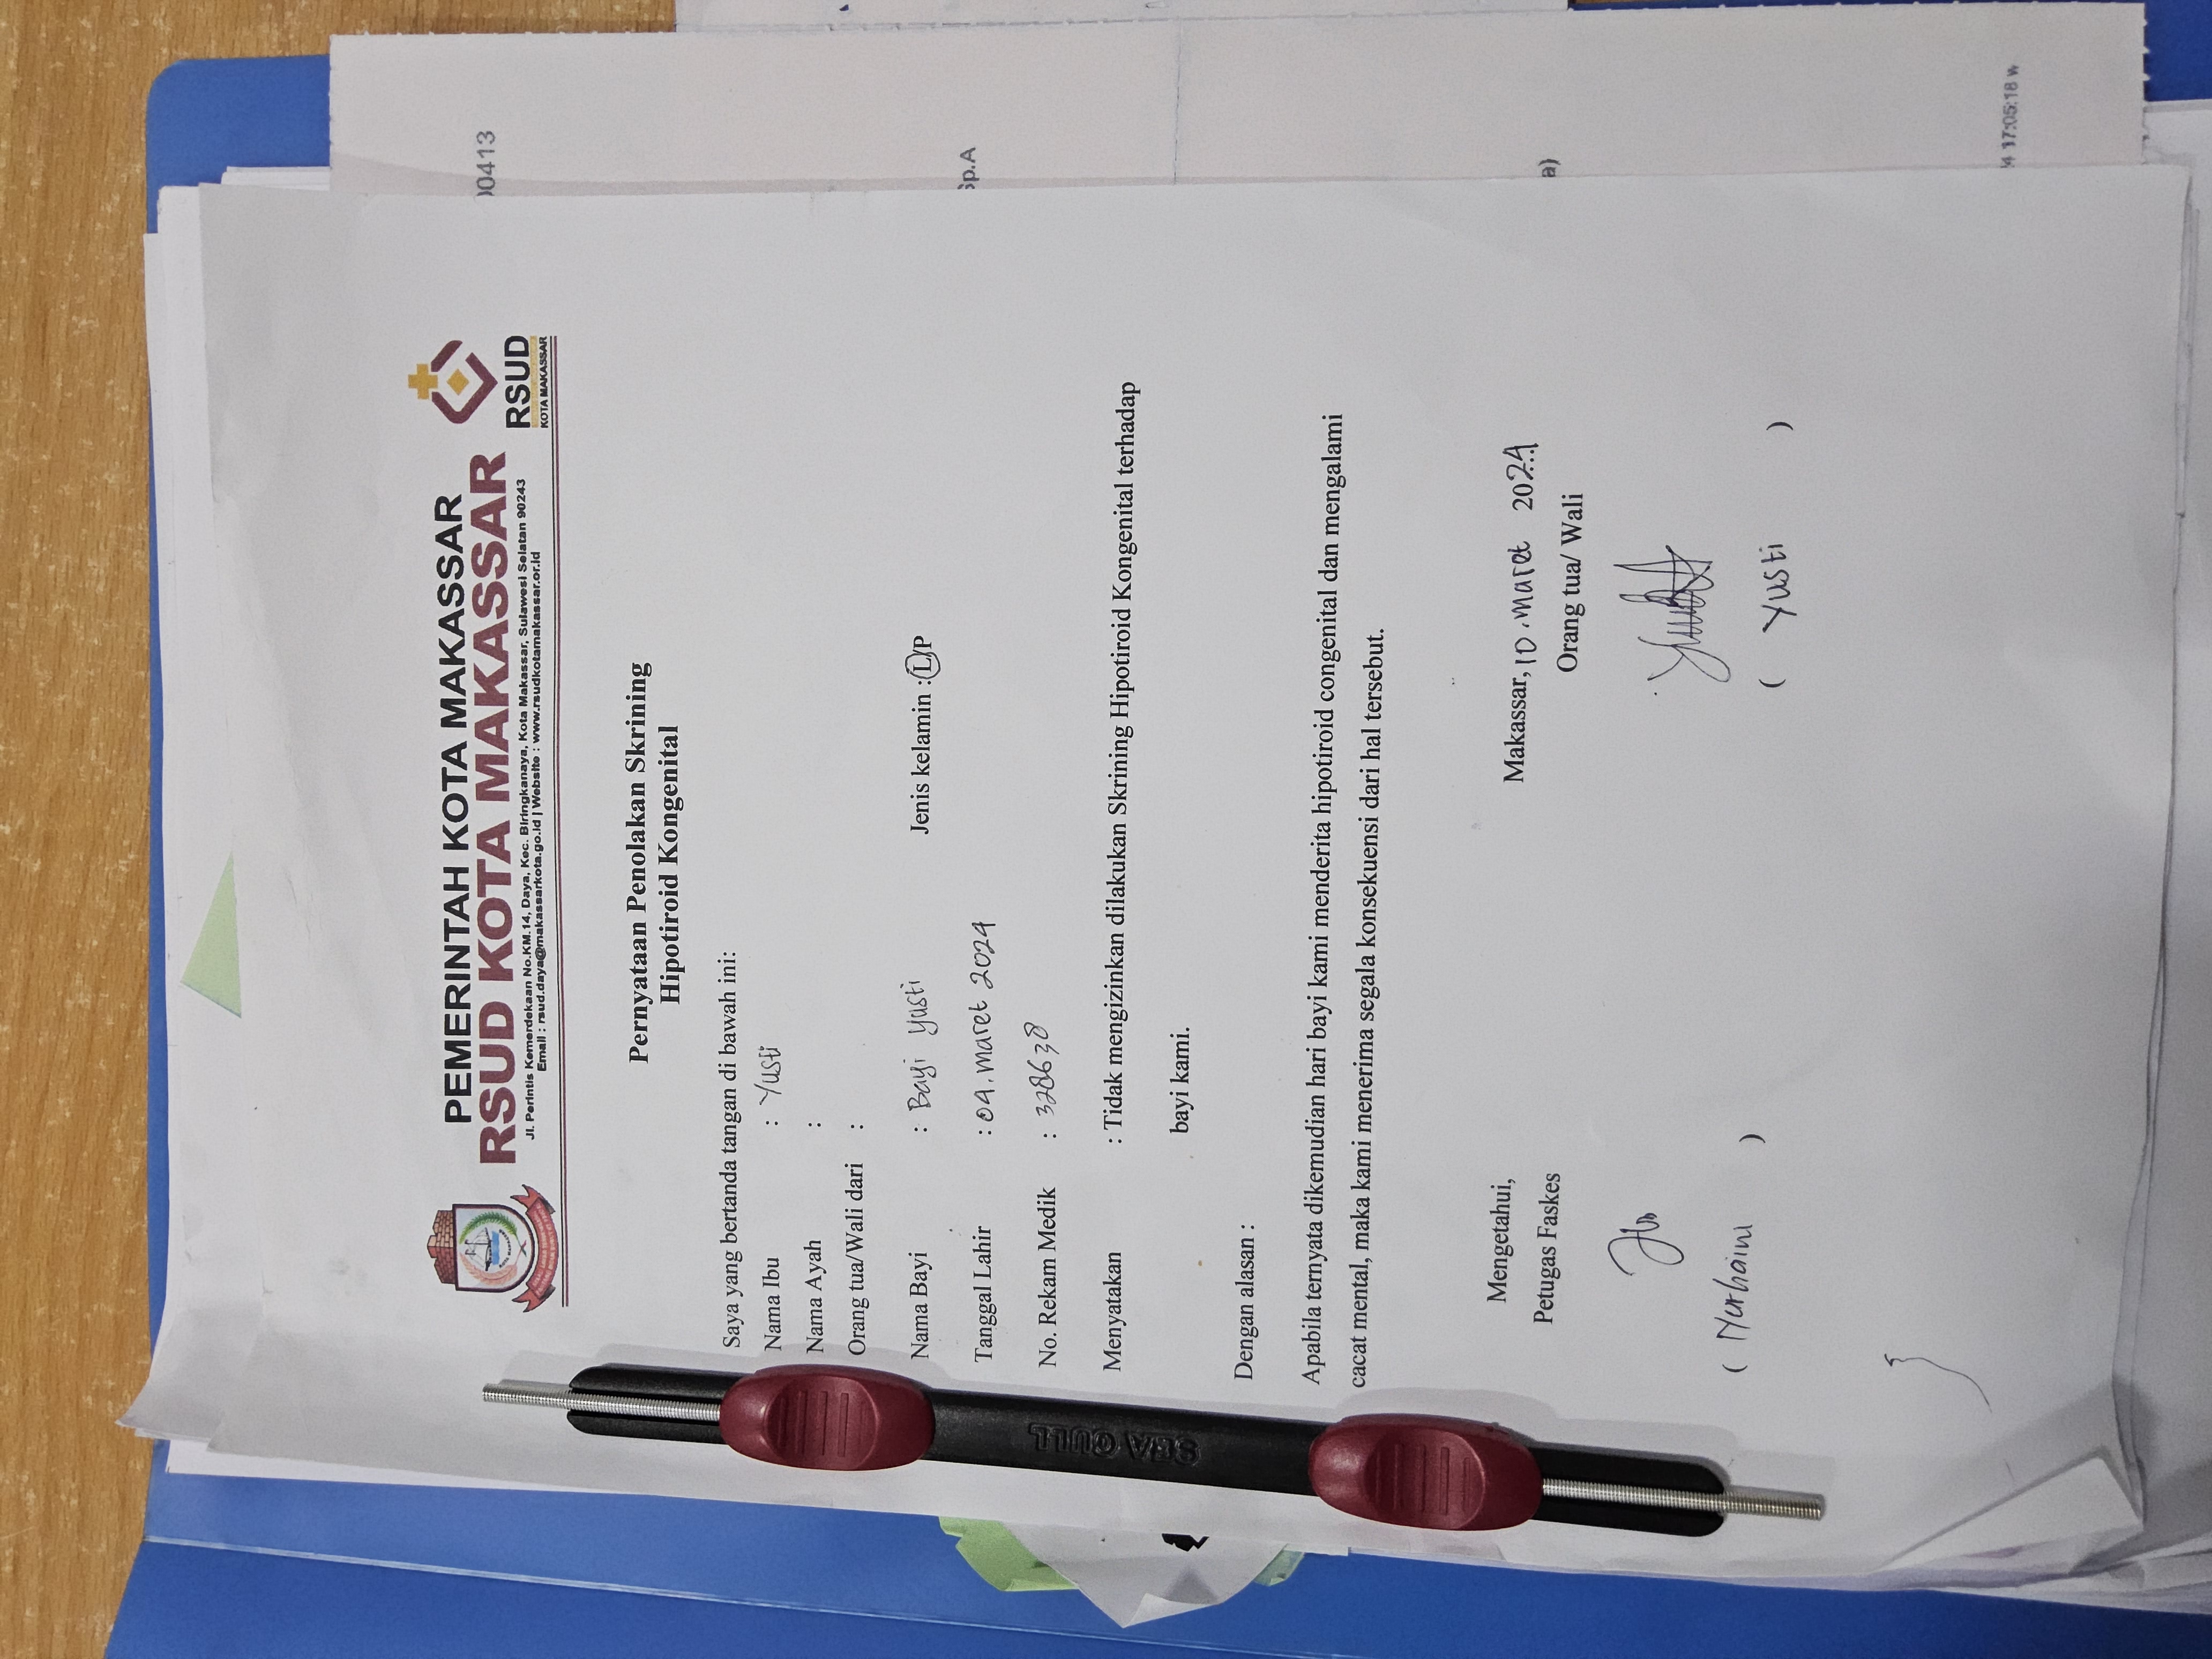 PEMERINTAH KOTA MAKASSAR
RSUD KOTA MAKASSAR
Jl. Perintis Kemerdekaan No.KM.14, Daya, Kec. Biringkanaya, Kota Makassar, Sulawesi Selatan 90243
Email : rsud.daya@makassarkota.go.id | Website : www.rsudkotamakassar.or.id
RSUD
KOTA MAKASSAR
Pernyataan Penolakan Skrining
Hipotiroid Kongenital
Saya yang bertanda tangan di bawah ini:
Nama Ibu : Yusti
Nama Ayah :
Orang tua/Wali dari :
Nama Bayi : Bayi Yusti Jenis kelamin : L/P
Tanggal Lahir : 04. maret 2024
No. Rekam Medik : 328638
Menyatakan : Tidak mengizinkan dilakukan Skrining Hipotiroid Kongenital terhadap
bayi kami.
Dengan alasan :
Apabila ternyata dikemudian hari bayi kami menderita hipotiroid congenital dan mengalami
cacat mental, maka kami menerima segala konsekuensi dari hal tersebut.
Mengetahui,
Petugas Faskes
( Nurhaini )
Makassar, 10. maret 2024
Orang tua/ Wali
( Yusti )
SEA GULL
00413
Sp.A
a)
4 17:05:18 w